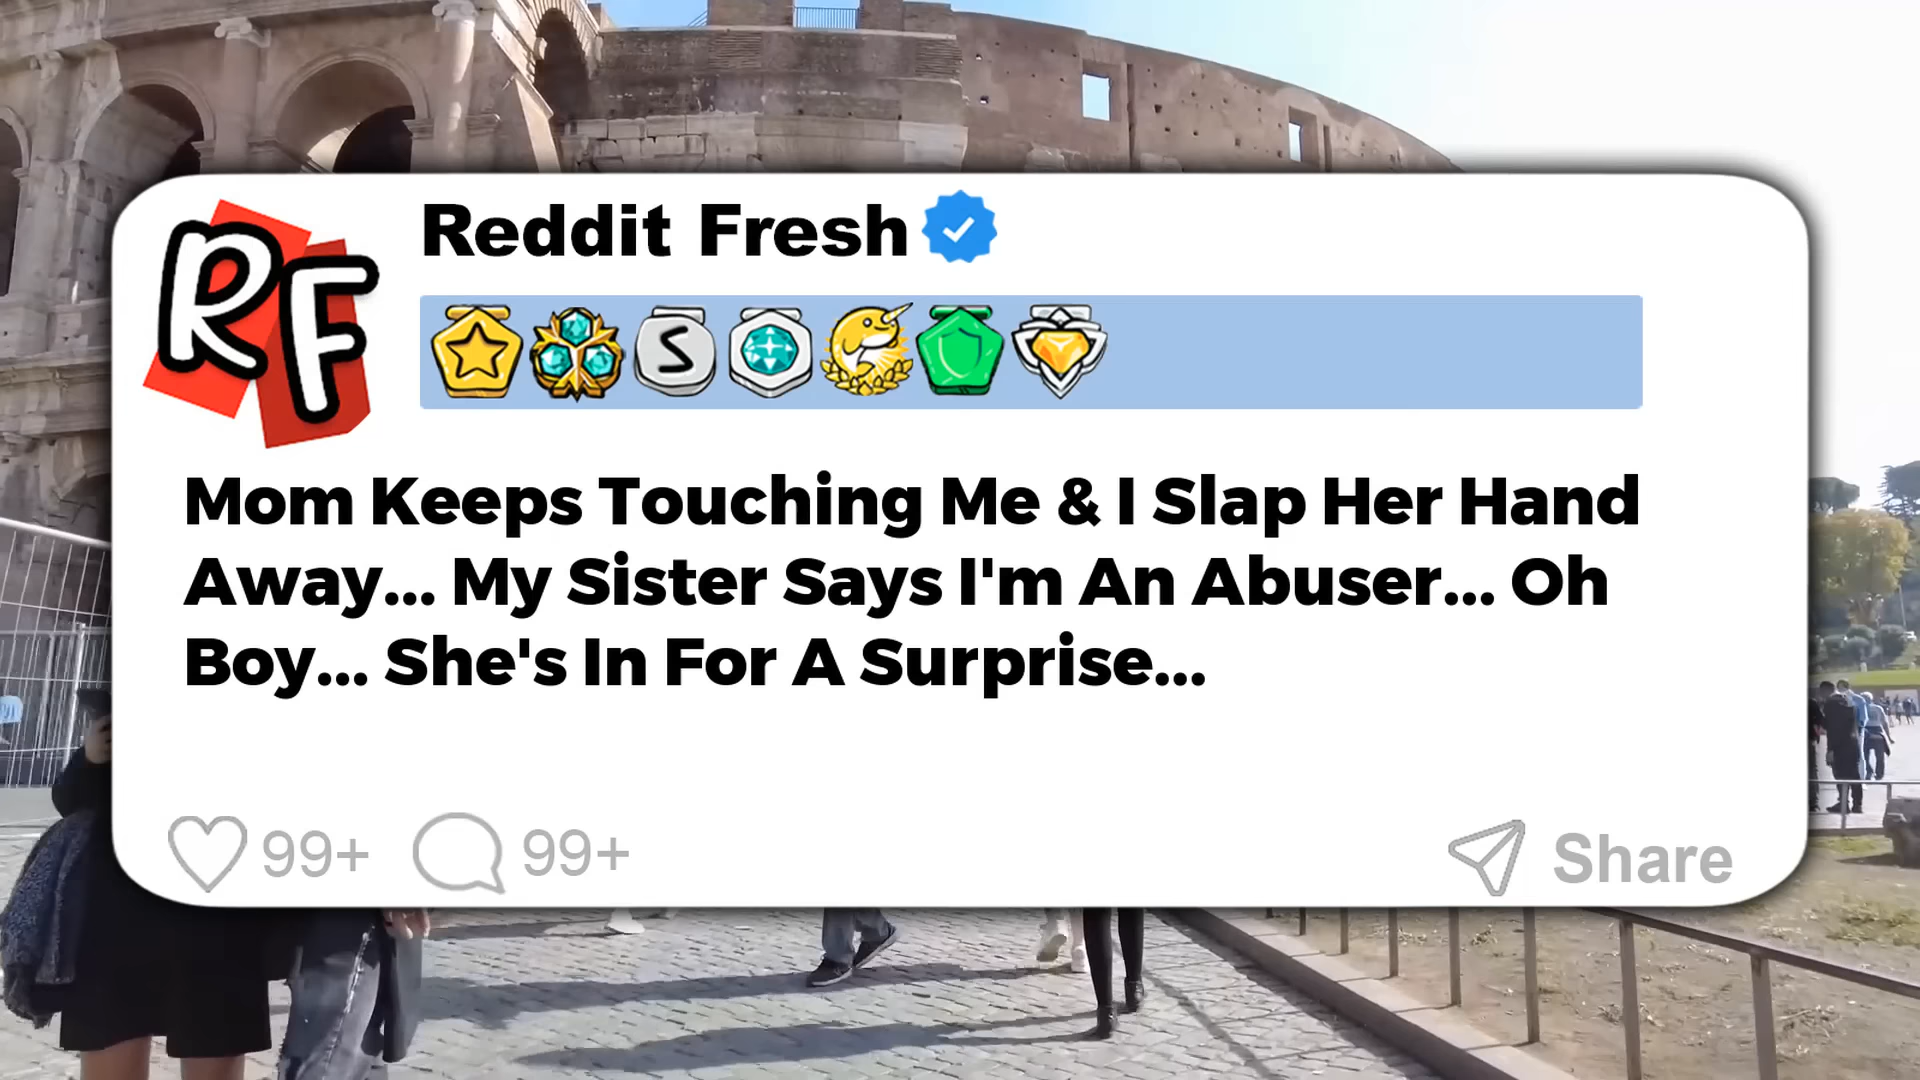 RF
Reddit Fresh
S
Mom Keeps Touching Me & I Slap Her Hand
Away... My Sister Says I'm An Abuser... Oh
Boy... She's In For A Surprise...
99+
99+
Share